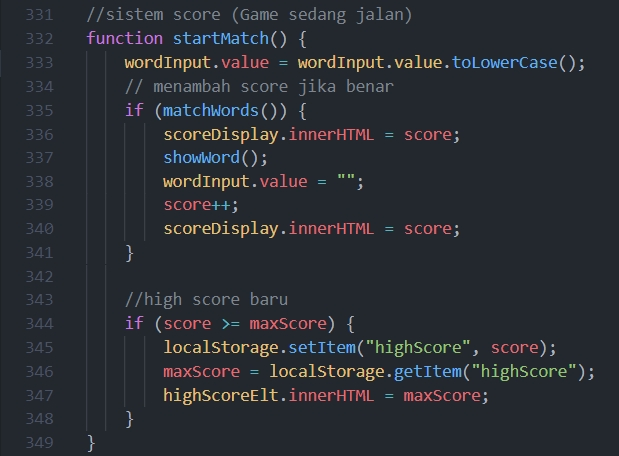 331 //sistem score (Game sedang jalan)
332 function startMatch() {
333 wordInput.value = wordInput.value.toLowerCase();
334 // menambah score jika benar
335 if (matchWords()) {
336 scoreDisplay.innerHTML = score;
337 showWord();
338 wordInput.value = "";
339 score++;
340 scoreDisplay.innerHTML = score;
341 }
342
343 //high score baru
344 if (score >= maxScore) {
345 localStorage.setItem("highScore", score);
346 maxScore = localStorage.getItem("highScore");
347 highScoreElt.innerHTML = maxScore;
348 }
349 }